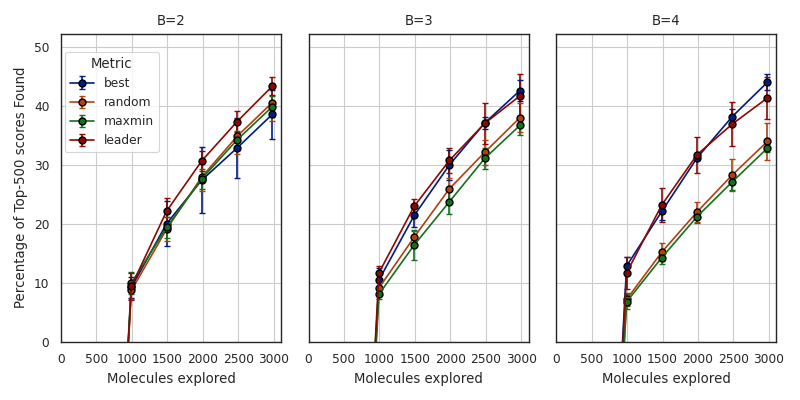 B=2
B=3
B=4
Percentage of Top-500 scores Found
50
40
30
20
10
0
Metric
best
random
maxmin
leader
0 500 1000 1500 2000 2500 3000
0 500 1000 1500 2000 2500 3000
0 500 1000 1500 2000 2500 3000
Molecules explored
Molecules explored
Molecules explored